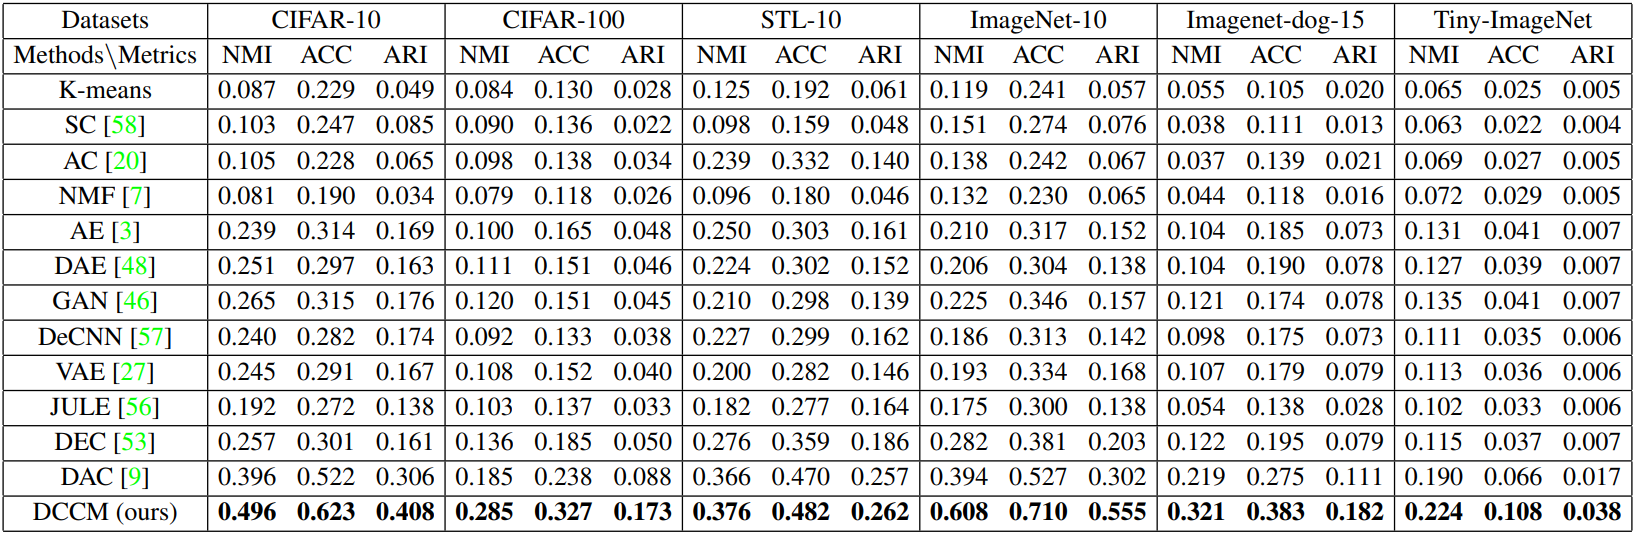 Datasets CIFAR-10 CIFAR-100 STL-10 ImageNet-10 Imagenet-dog-15 Tiny-ImageNet
Methods\Metrics NMI ACC ARI NMI ACC ARI NMI ACC ARI NMI ACC ARI NMI ACC ARI NMI ACC ARI
K-means 0.087 0.229 0.049 0.084 0.130 0.028 0.125 0.192 0.061 0.119 0.241 0.057 0.055 0.105 0.020 0.065 0.025 0.005
SC [58] 0.103 0.247 0.085 0.090 0.136 0.022 0.098 0.159 0.048 0.151 0.274 0.076 0.038 0.111 0.013 0.063 0.022 0.004
AC [20] 0.105 0.228 0.065 0.098 0.138 0.034 0.239 0.332 0.140 0.138 0.242 0.067 0.037 0.139 0.021 0.069 0.027 0.005
NMF [7] 0.081 0.190 0.034 0.079 0.118 0.026 0.096 0.180 0.046 0.132 0.230 0.065 0.044 0.118 0.016 0.072 0.029 0.005
AE [3] 0.239 0.314 0.169 0.100 0.165 0.048 0.250 0.303 0.161 0.210 0.317 0.152 0.104 0.185 0.073 0.131 0.041 0.007
DAE [48] 0.251 0.297 0.163 0.111 0.151 0.046 0.224 0.302 0.152 0.206 0.304 0.138 0.104 0.190 0.078 0.127 0.039 0.007
GAN [46] 0.265 0.315 0.176 0.120 0.151 0.045 0.210 0.298 0.139 0.225 0.346 0.157 0.121 0.174 0.078 0.135 0.041 0.007
DeCNN [57] 0.240 0.282 0.174 0.092 0.133 0.038 0.227 0.299 0.162 0.186 0.313 0.142 0.098 0.175 0.073 0.111 0.035 0.006
VAE [27] 0.245 0.291 0.167 0.108 0.152 0.040 0.200 0.282 0.146 0.193 0.334 0.168 0.107 0.179 0.079 0.113 0.036 0.006
JULE [56] 0.192 0.272 0.138 0.103 0.137 0.033 0.182 0.277 0.164 0.175 0.300 0.138 0.054 0.138 0.028 0.102 0.033 0.006
DEC [53] 0.257 0.301 0.161 0.136 0.185 0.050 0.276 0.359 0.186 0.282 0.381 0.203 0.122 0.195 0.079 0.115 0.037 0.007
DAC [9] 0.396 0.522 0.306 0.185 0.238 0.088 0.366 0.470 0.257 0.394 0.527 0.302 0.219 0.275 0.111 0.190 0.066 0.017
DCCM (ours) 0.496 0.623 0.408 0.285 0.327 0.173 0.376 0.482 0.262 0.608 0.710 0.555 0.321 0.383 0.182 0.224 0.108 0.038